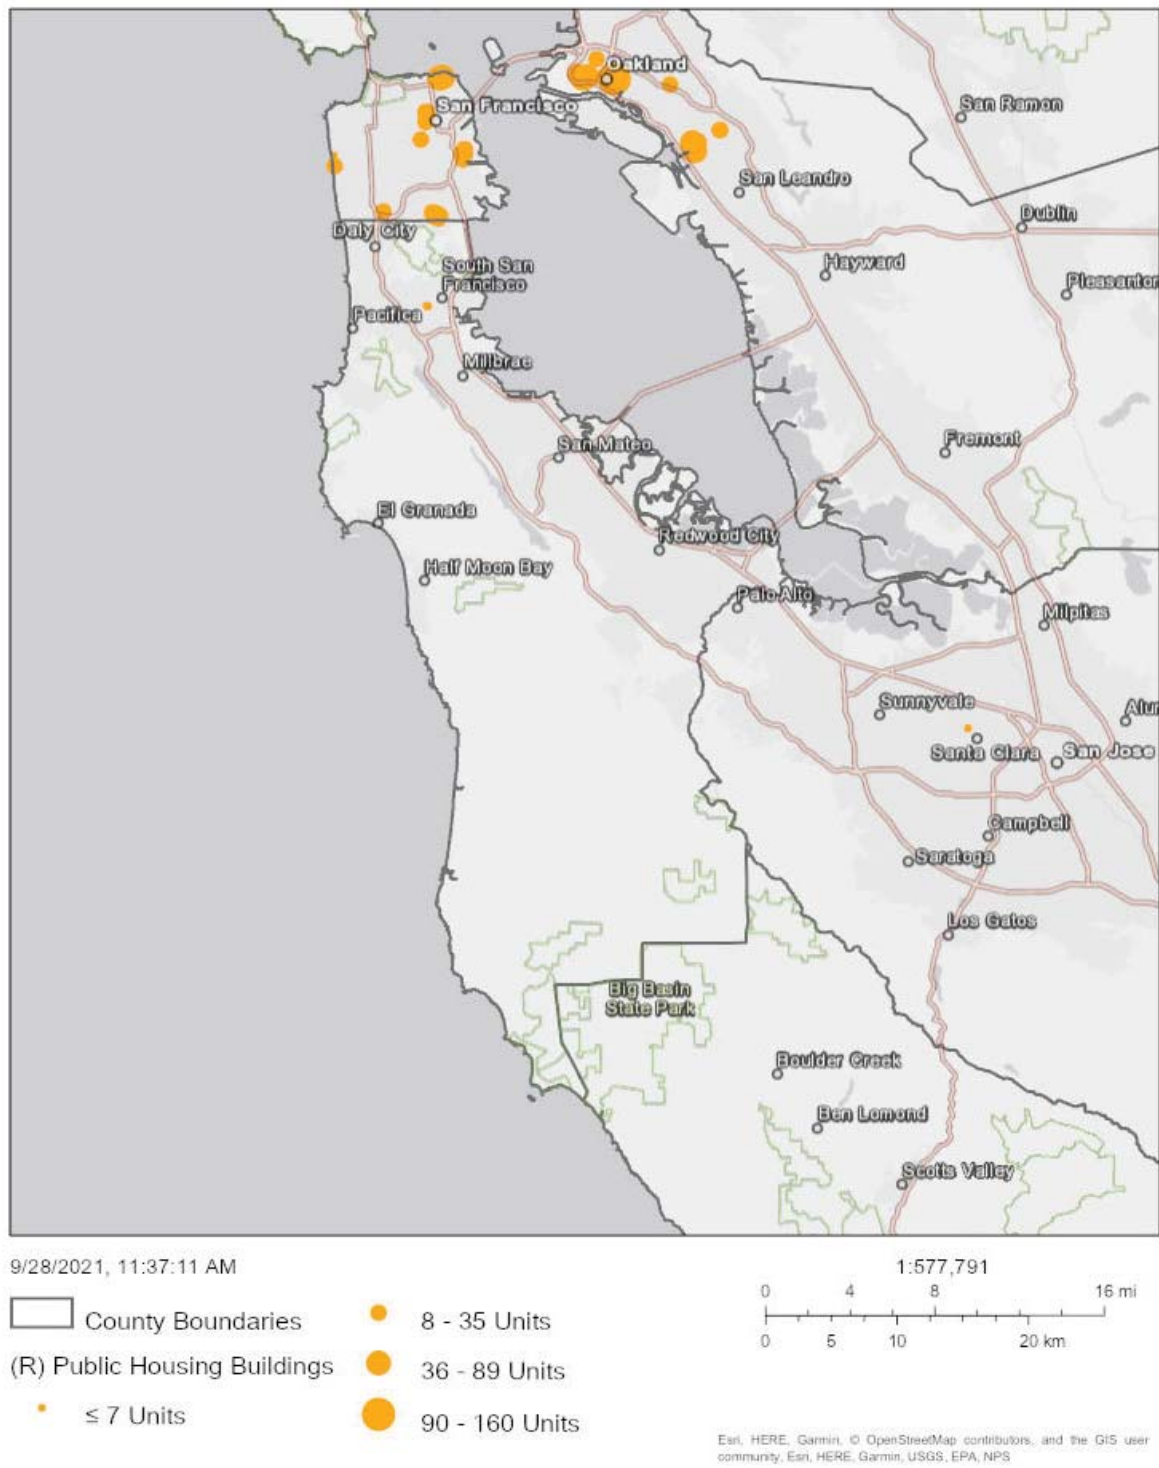 Oakland
San Francisco
San Ramon
San Leandro
Dublin
Daly City
Hayward
South San
Francisco
Pleasanton
Pacifica
Millbrae
Fremont
San Mateo
El Granada
Redwood City
Half Moon Bay
Palo Alto
Milpitas
Sunnyvale
Alum
Santa Clara
San Jose
Campbell
Saratoga
Los Gatos
Big Basin
State Park
Boulder Creek
Ben Lomond
Scotts Valley
9/28/2021, 11:37:11 AM
1:577,791
0 4 8 16 mi
0 5 10 20 km
County Boundaries
(R) Public Housing Buildings
≤ 7 Units
8 - 35 Units
36 - 89 Units
90 - 160 Units
Esri, HERE, Garmin, © OpenStreetMap contributors, and the GIS user
community, Esri, HERE, Garmin, USGS, EPA, NPS